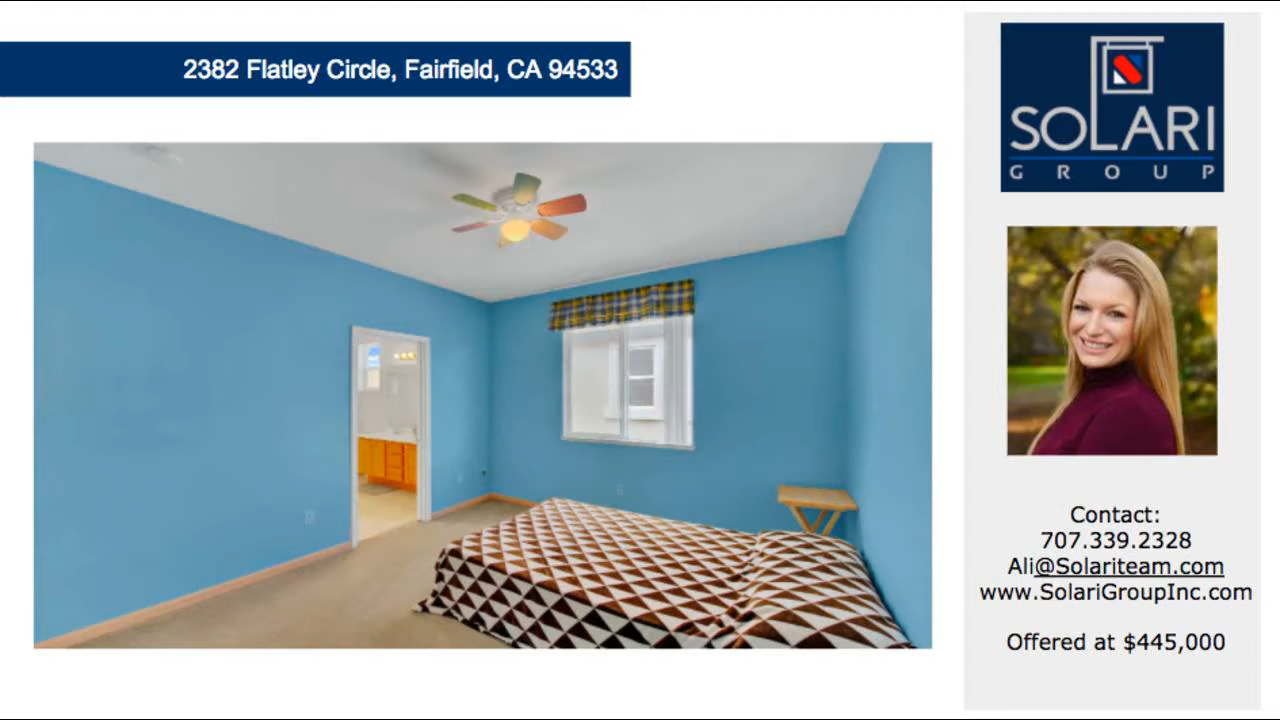 2382 Flatley Circle, Fairfield, CA 94533
SOLARI
GROUP
Contact:
707.339.2328
Ali@Solariteam.com
www.SolariGroupInc.com
Offered at $445,000